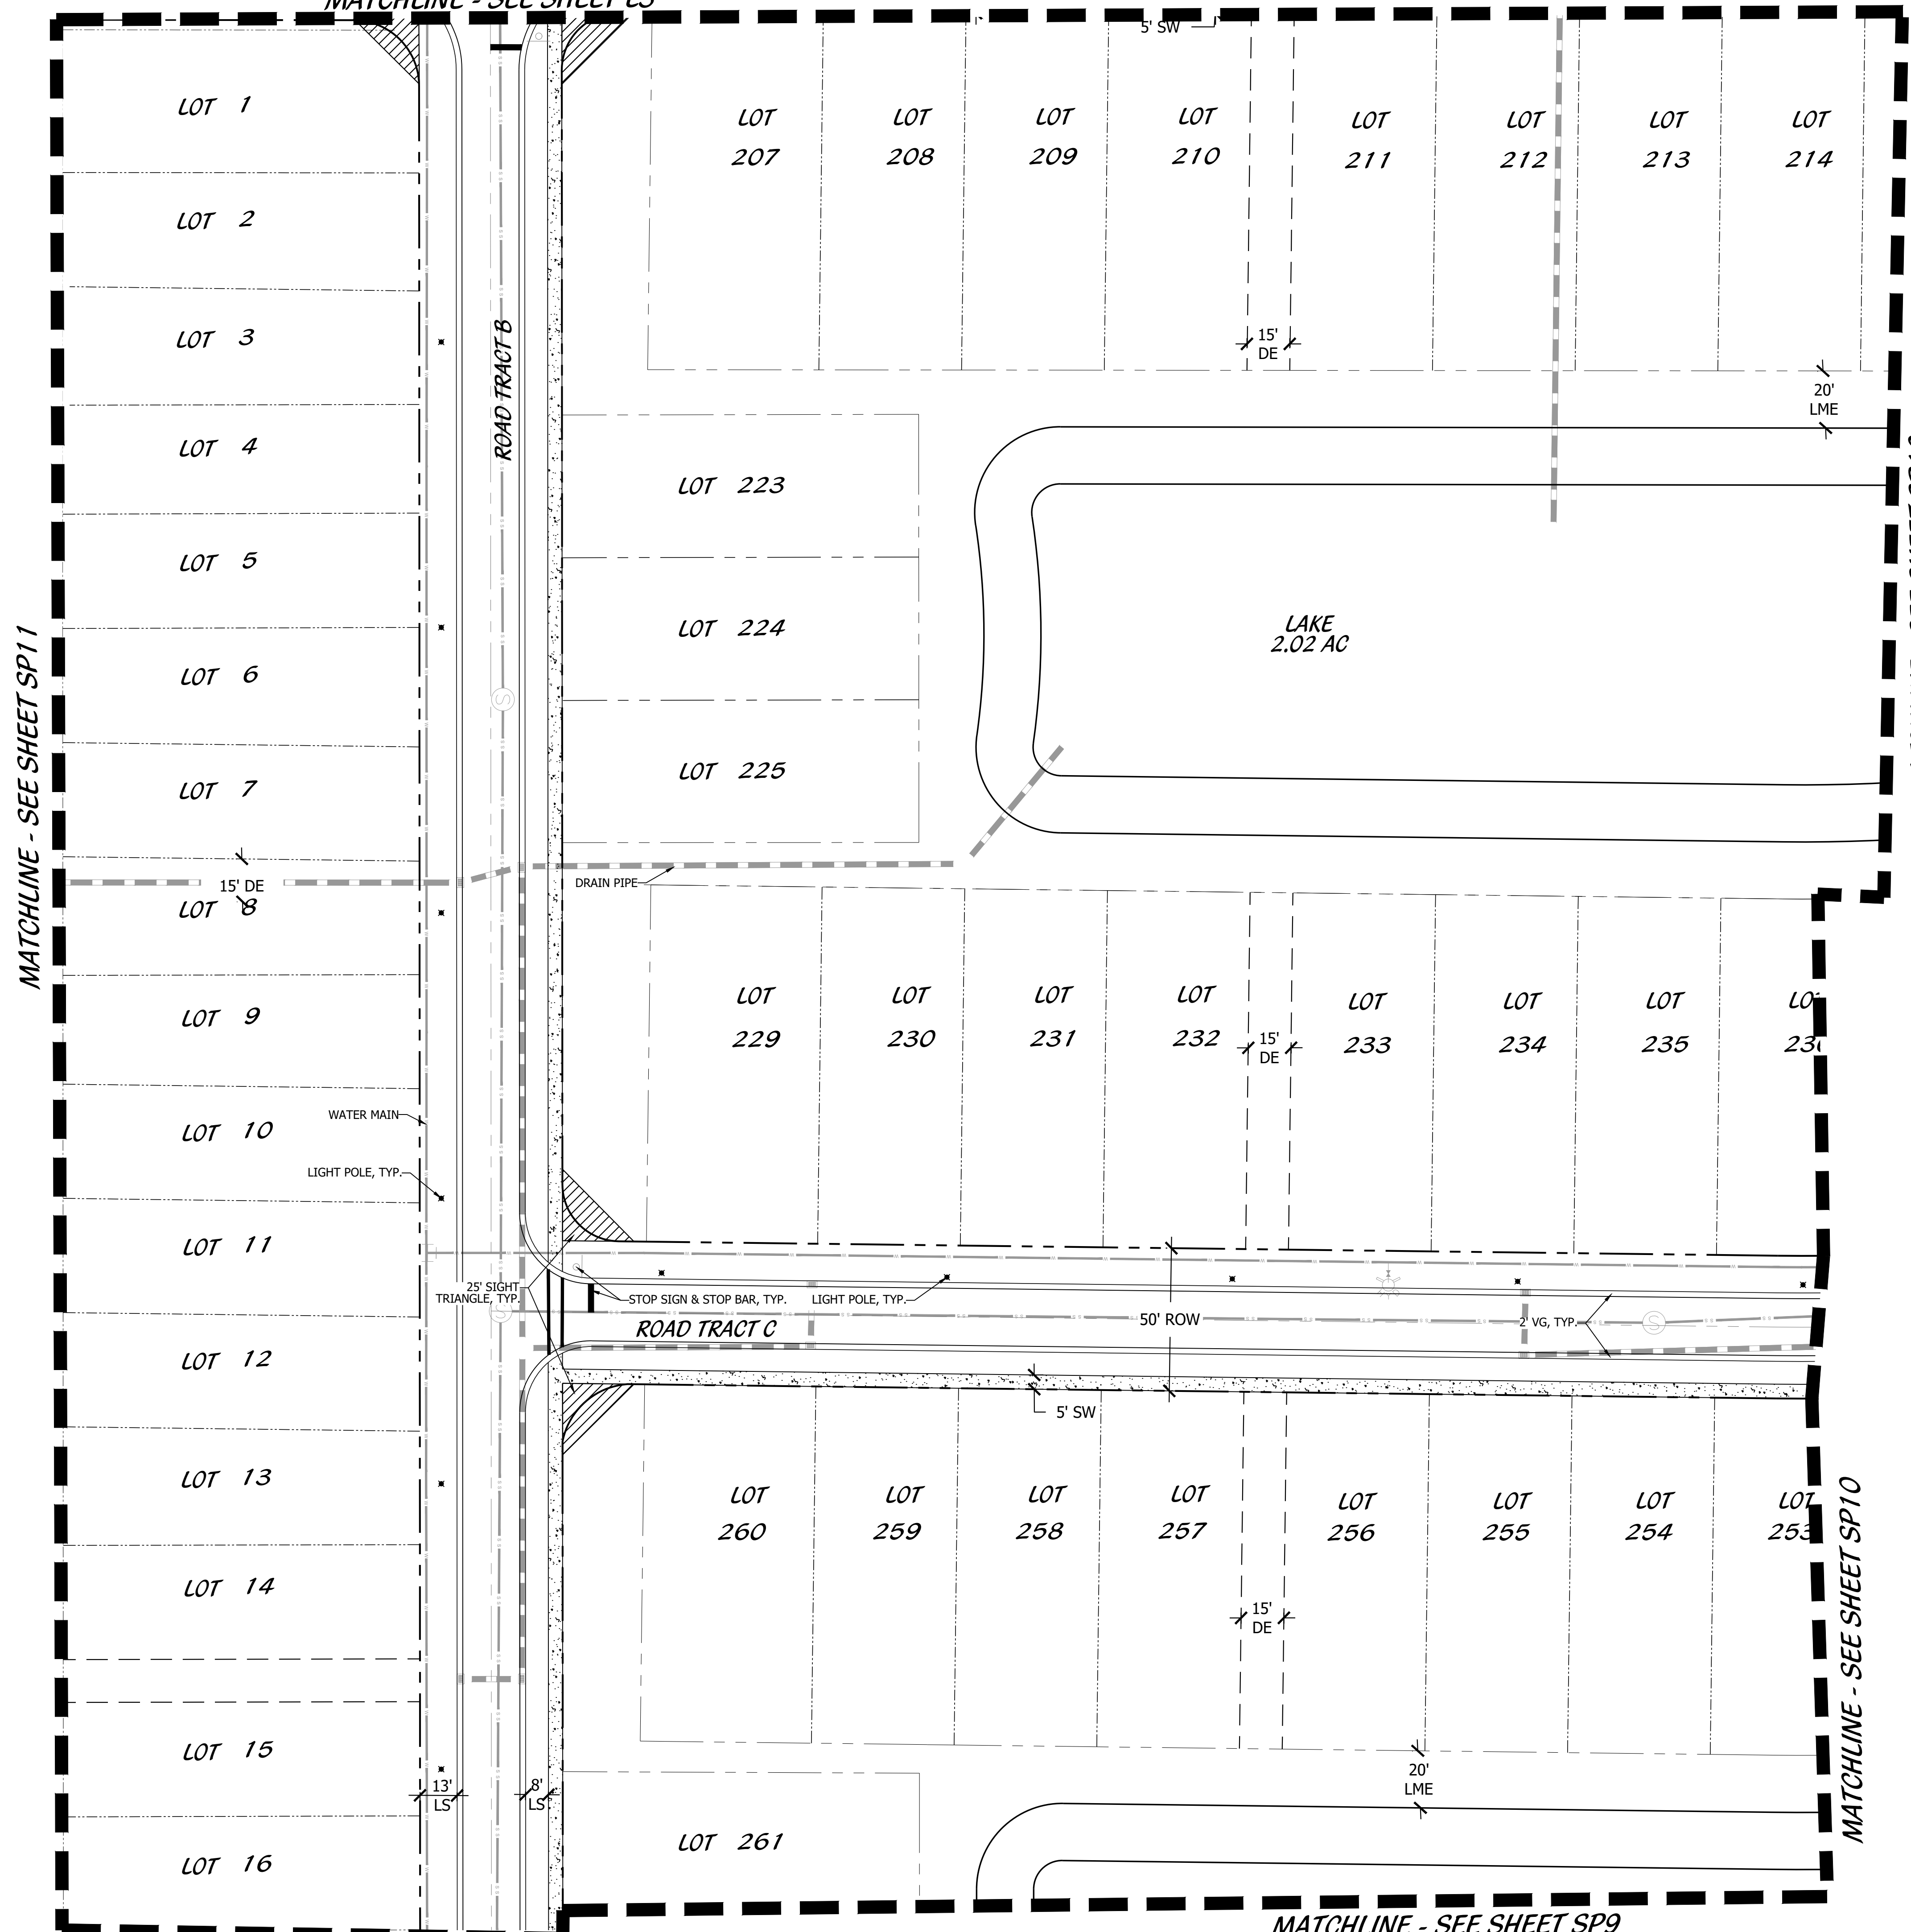 MATCHLINE - SEE SHEET
5' SW
LOT 1
LOT 2
LOT 3
LOT 4
LOT 5
LOT 6
LOT 7
15' DE
LOT 8
LOT 9
LOT 10
LOT 11
LOT 12
LOT 13
LOT 14
LOT 15
LOT 16
MATCHLINE - SEE SHEET SP11
ROAD TRACT B
WATER MAIN
LIGHT POLE, TYP.
13'
LS
8'
LS
LOT
207
LOT
208
LOT
209
LOT
210
LOT
211
LOT
212
LOT
213
LOT
214
15'
DE
20'
LME
LOT 223
LOT 224
LOT 225
LAKE
2.02 AC
DRAIN PIPE
LOT
229
LOT
230
LOT
231
LOT
232
LOT
233
LOT
234
LOT
235
15'
DE
25' SIGHT
TRIANGLE, TYP.
STOP SIGN & STOP BAR, TYP.
LIGHT POLE, TYP.
ROAD TRACT C
50' ROW
2' VG, TYP.
5' SW
LOT
260
LOT
259
LOT
258
LOT
257
LOT
256
LOT
255
LOT
254
LOT
253
15'
DE
20'
LME
LOT 261
MATCHLINE - SEE SHEET SP10
MATCHLINE - SEE SHEET SP9